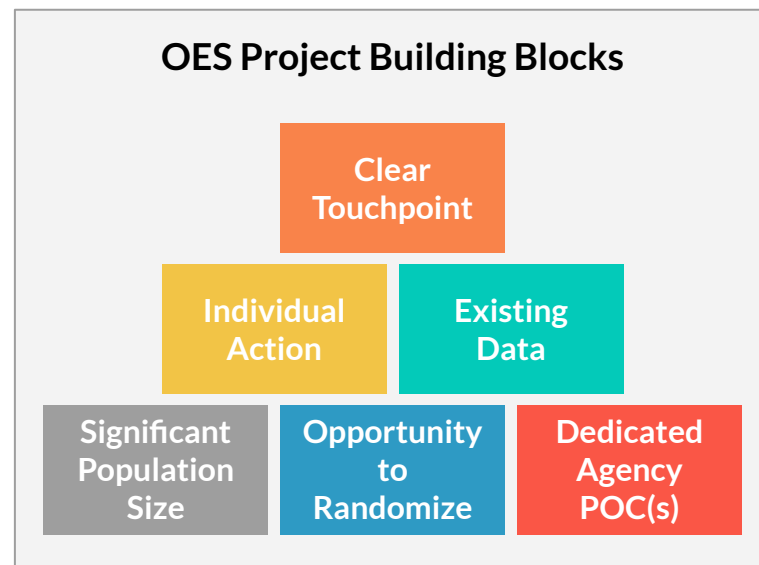 OES Project Building Blocks
Clear
Touchpoint
Individual
Action
Existing
Data
Significant
Population
Size
Opportunity
to
Randomize
Dedicated
Agency
POC(s)